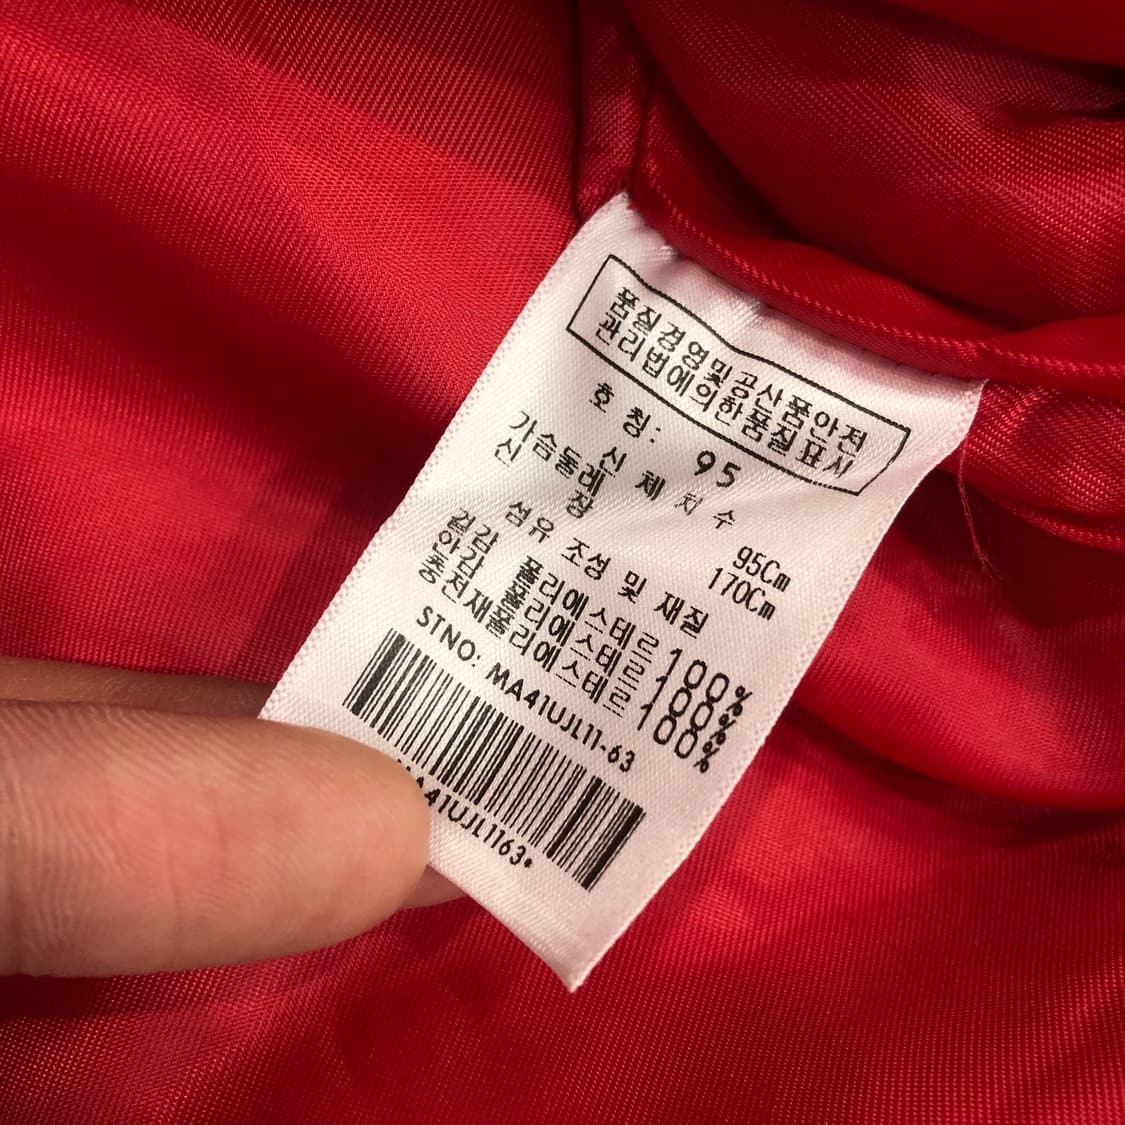 품질경영및공산품안전
관리법에의한품질표시
호 칭: 95
신 체 치 수
가슴둘레 95Cm
신 장 170Cm
섬유 조성 및 재질
겉감 폴리에스테르 100%
안감 폴리에스테르 100%
충전재폴리에스테르 100%
STNO: MA41UJL11-63
MA41UJL1163*